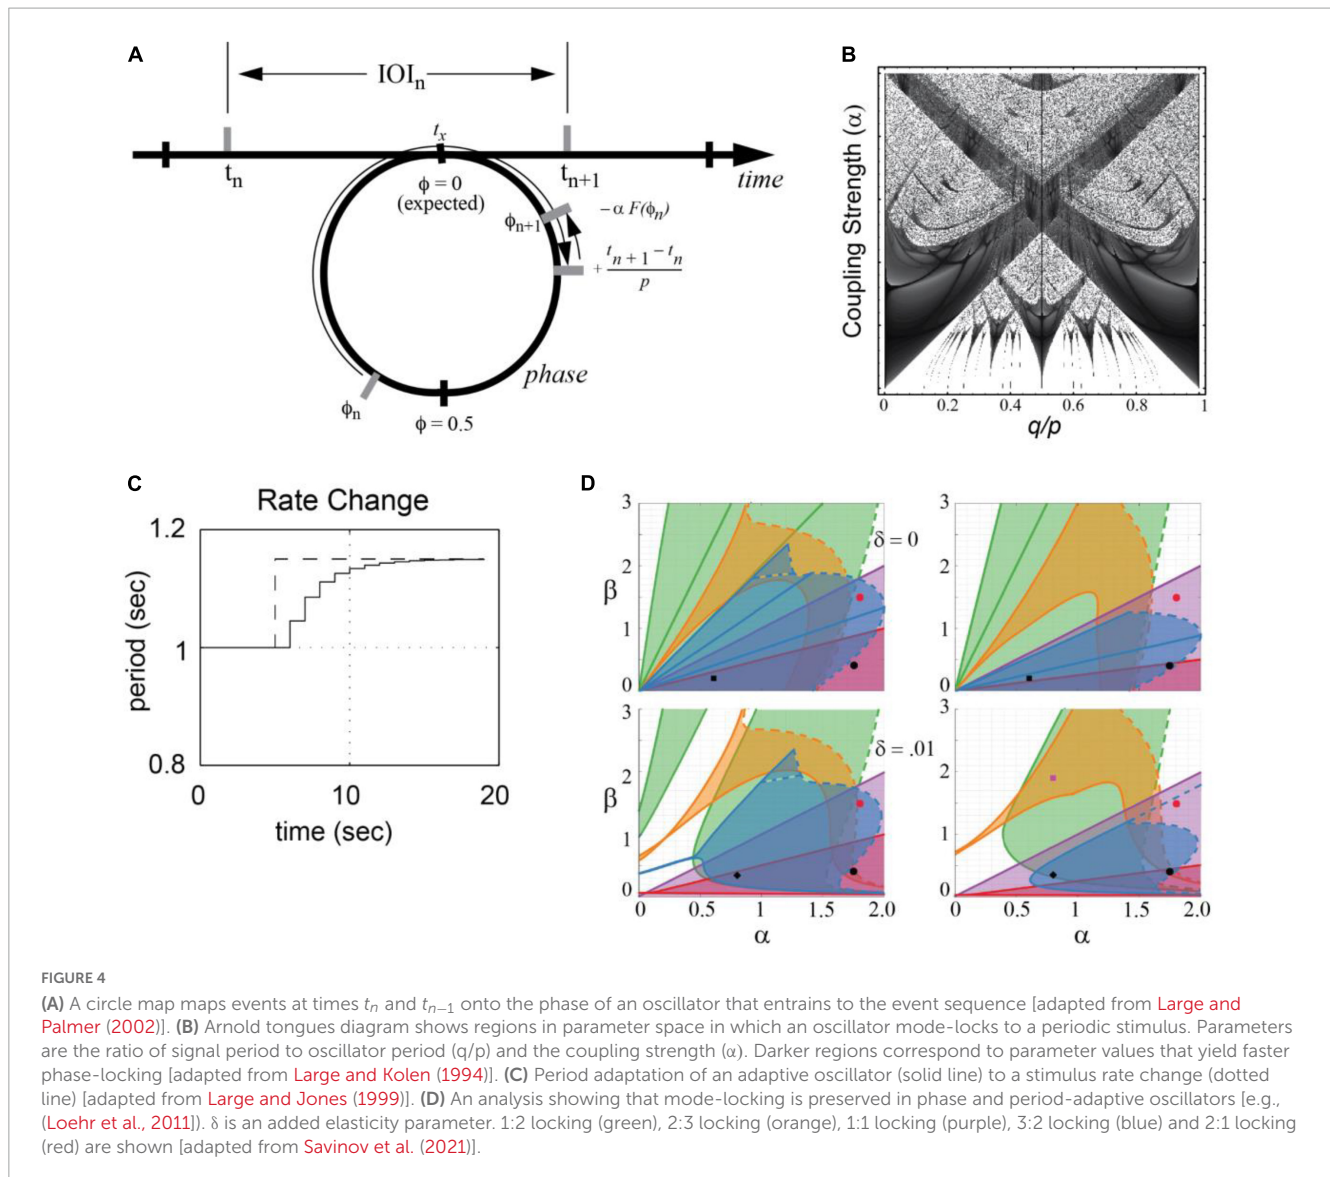 A
IOIₙ
tₙ
tₓ
tₙ₊₁
time
ϕ = 0
(expected)
ϕₙ₊₁
−α F(ϕₙ)
+ (tₙ₊₁ − tₙ) / p
phase
ϕₙ
ϕ = 0.5
B
Coupling Strength (α)
0 0.2 0.4 0.6 0.8 1
q/p
C
Rate Change
1.2
1
0.8
period (sec)
0 10 20
time (sec)
D
3
2
β
1
0
δ = 0
3
2
1
0
3
2
β
1
0
0 0.5 1 1.5 2.0
α
δ = .01
3
2
1
0
0 0.5 1 1.5 2.0
α
FIGURE 4
(A) A circle map maps events at times tₙ and tₙ₋₁ onto the phase of an oscillator that entrains to the event sequence [adapted from Large and
Palmer (2002)]. (B) Arnold tongues diagram shows regions in parameter space in which an oscillator mode-locks to a periodic stimulus. Parameters
are the ratio of signal period to oscillator period (q/p) and the coupling strength (α). Darker regions correspond to parameter values that yield faster
phase-locking [adapted from Large and Kolen (1994)]. (C) Period adaptation of an adaptive oscillator (solid line) to a stimulus rate change (dotted
line) [adapted from Large and Jones (1999)]. (D) An analysis showing that mode-locking is preserved in phase and period-adaptive oscillators [e.g.,
(Loehr et al., 2011]). δ is an added elasticity parameter. 1:2 locking (green), 2:3 locking (orange), 1:1 locking (purple), 3:2 locking (blue) and 2:1 locking
(red) are shown [adapted from Savinov et al. (2021)].